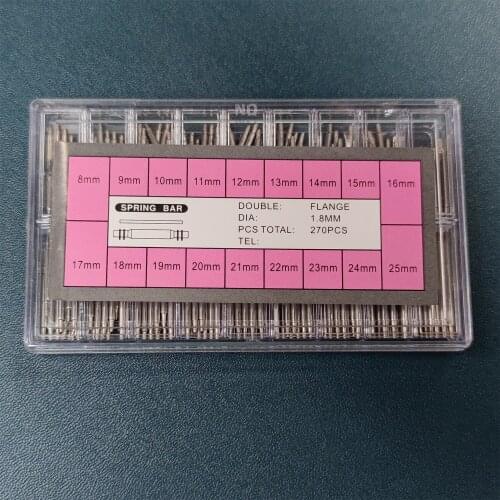 NO
8mm 9mm 10mm 11mm 12mm 13mm 14mm 15mm 16mm
SPRING BAR
DOUBLE: FLANGE
DIA: 1.8MM
PCS TOTAL: 270PCS
TEL:
17mm 18mm 19mm 20mm 21mm 22mm 23mm 24mm 25mm